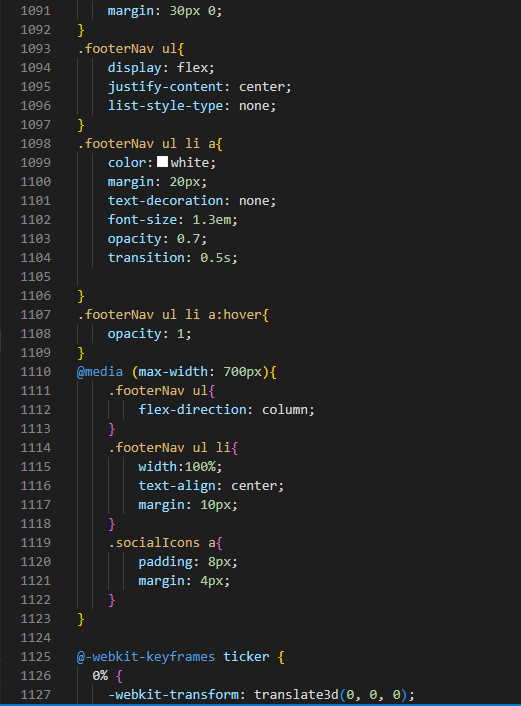 1091 margin: 30px 0;
1092 }
1093 .footerNav ul{
1094 display: flex;
1095 justify-content: center;
1096 list-style-type: none;
1097 }
1098 .footerNav ul li a{
1099 color: white;
1100 margin: 20px;
1101 text-decoration: none;
1102 font-size: 1.3em;
1103 opacity: 0.7;
1104 transition: 0.5s;
1105
1106 }
1107 .footerNav ul li a:hover{
1108 opacity: 1;
1109 }
1110 @media (max-width: 700px){
1111 .footerNav ul{
1112 flex-direction: column;
1113 }
1114 .footerNav ul li{
1115 width:100%;
1116 text-align: center;
1117 margin: 10px;
1118 }
1119 .socialIcons a{
1120 padding: 8px;
1121 margin: 4px;
1122 }
1123 }
1124
1125 @-webkit-keyframes ticker {
1126 0% {
1127 -webkit-transform: translate3d(0, 0, 0);